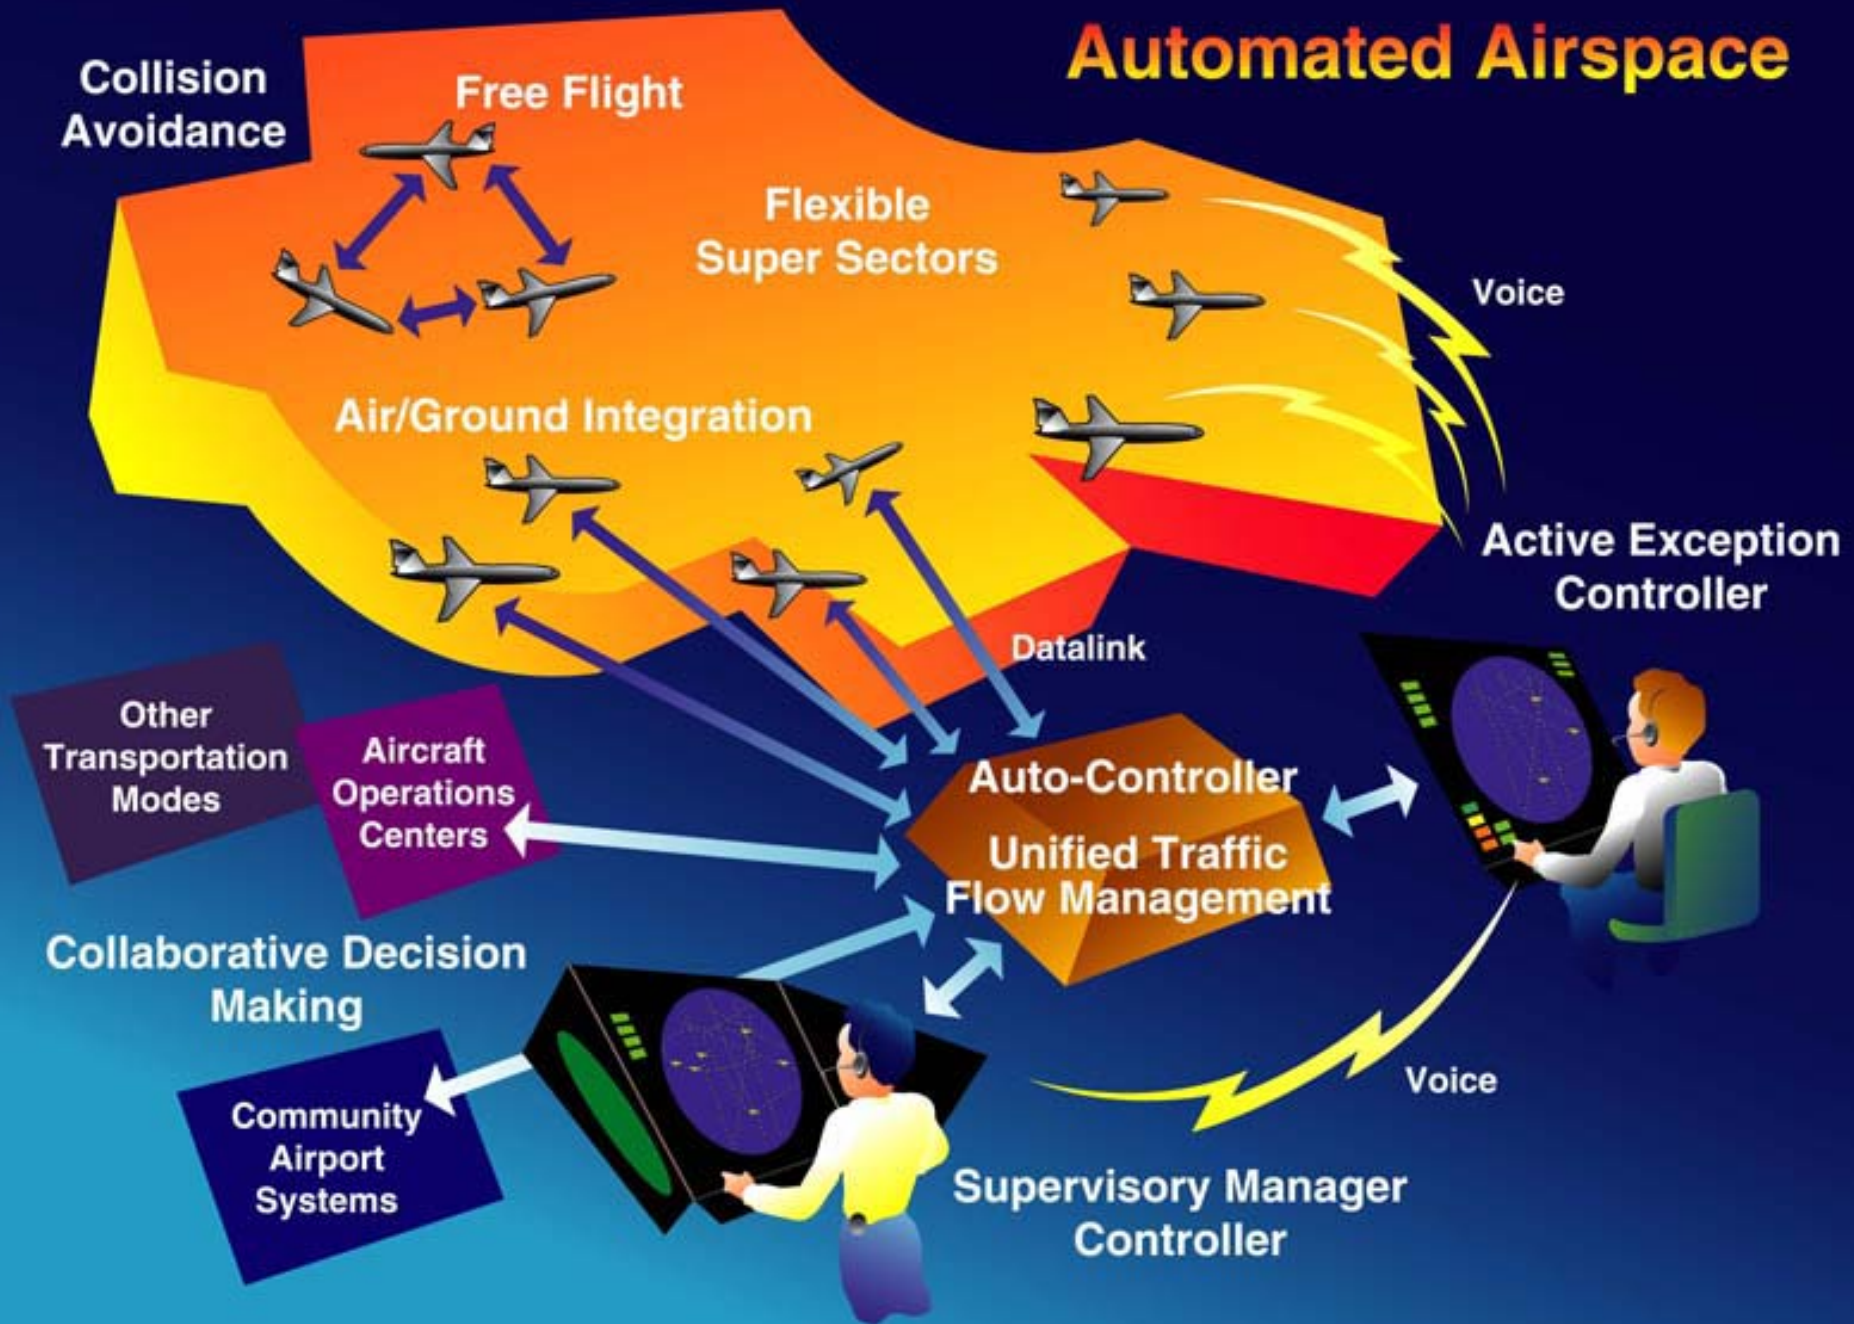 Automated Airspace
Collision
Avoidance
Free Flight
Flexible
Super Sectors
Voice
Air/Ground Integration
Active Exception
Controller
Datalink
Other
Transportation
Modes
Aircraft
Operations
Centers
Auto-Controller
Unified Traffic
Flow Management
Collaborative Decision
Making
Community
Airport
Systems
Voice
Supervisory Manager
Controller